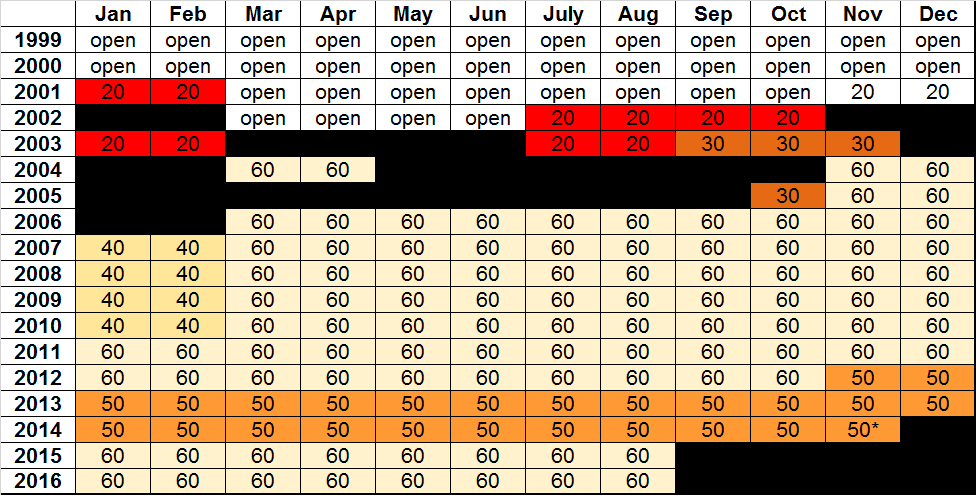 Jan Feb Mar Apr May Jun July Aug Sep Oct Nov Dec
1999 open open open open open open open open open open open open
2000 open open open open open open open open open open open open
2001 20 20 open open open open open open open open 20 20
2002 open open open open 20 20 20 20
2003 20 20 20 20 30 30 30
2004 60 60 60 60
2005 30 60 60
2006 60 60 60 60 60 60 60 60 60 60
2007 40 40 60 60 60 60 60 60 60 60 60 60
2008 40 40 60 60 60 60 60 60 60 60 60 60
2009 40 40 60 60 60 60 60 60 60 60 60 60
2010 40 40 60 60 60 60 60 60 60 60 60 60
2011 60 60 60 60 60 60 60 60 60 60 60 60
2012 60 60 60 60 60 60 60 60 60 60 50 50
2013 50 50 50 50 50 50 50 50 50 50 50 50
2014 50 50 50 50 50 50 50 50 50 50 50*
2015 60 60 60 60 60 60 60 60
2016 60 60 60 60 60 60 60 60